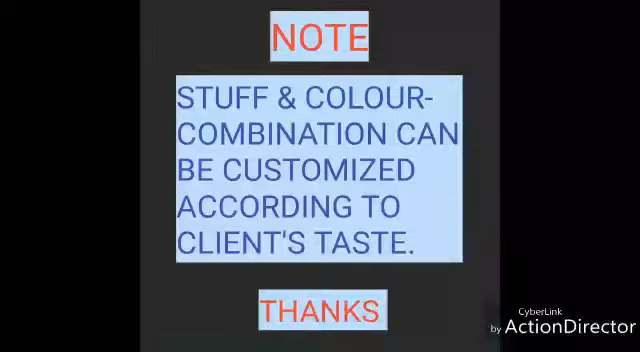 NOTE
STUFF & COLOUR-
COMBINATION CAN
BE CUSTOMIZED
ACCORDING TO
CLIENT'S TASTE.
THANKS
CyberLink
by ActionDirector